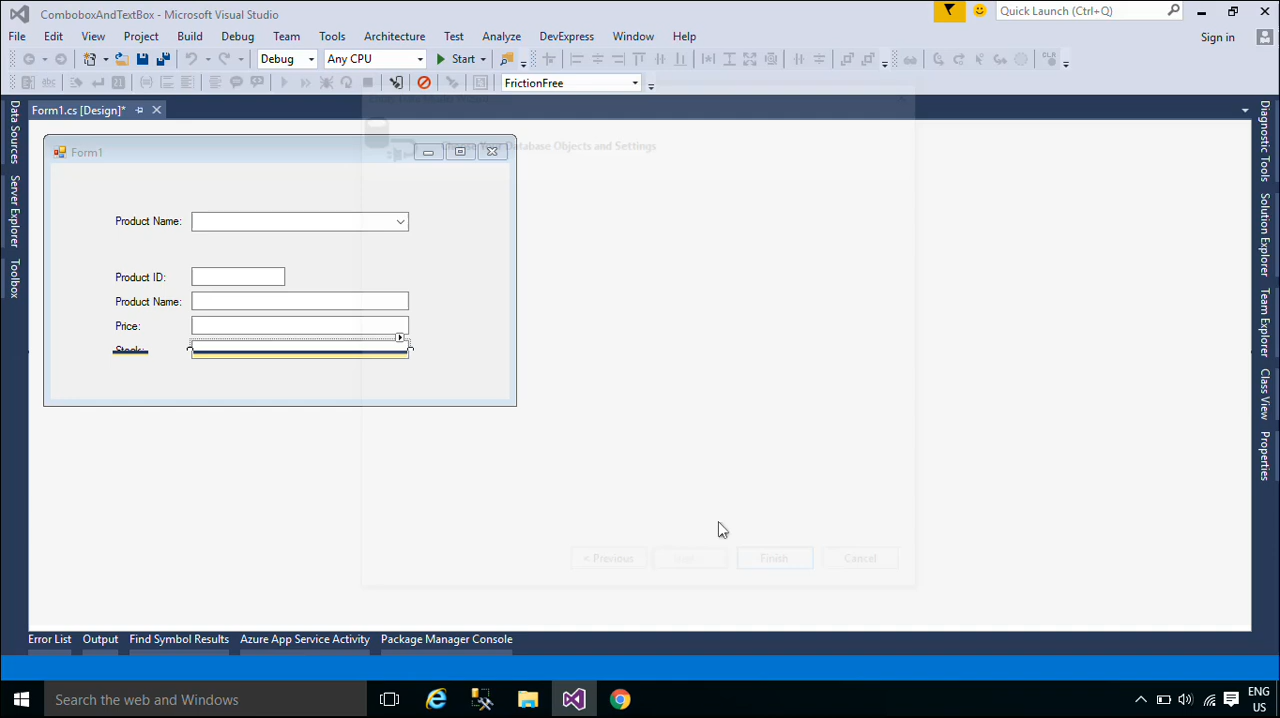 ComboboxAndTextBox - Microsoft Visual Studio
Quick Launch (Ctrl+Q)
File Edit View Project Build Debug Team Tools Architecture Test Analyze DevExpress Window Help
Sign in
Debug Any CPU Start
FrictionFree
Form1.cs [Design]*
Data Sources
Server Explorer
Toolbox
Form1
Product Name:
Product ID:
Product Name:
Price:
Stock:
Database Objects and Settings
< Previous
Finish
Cancel
Diagnostic Tools
Solution Explorer
Team Explorer
Class View
Properties
Error List Output Find Symbol Results Azure App Service Activity Package Manager Console
Search the web and Windows
ENG
US